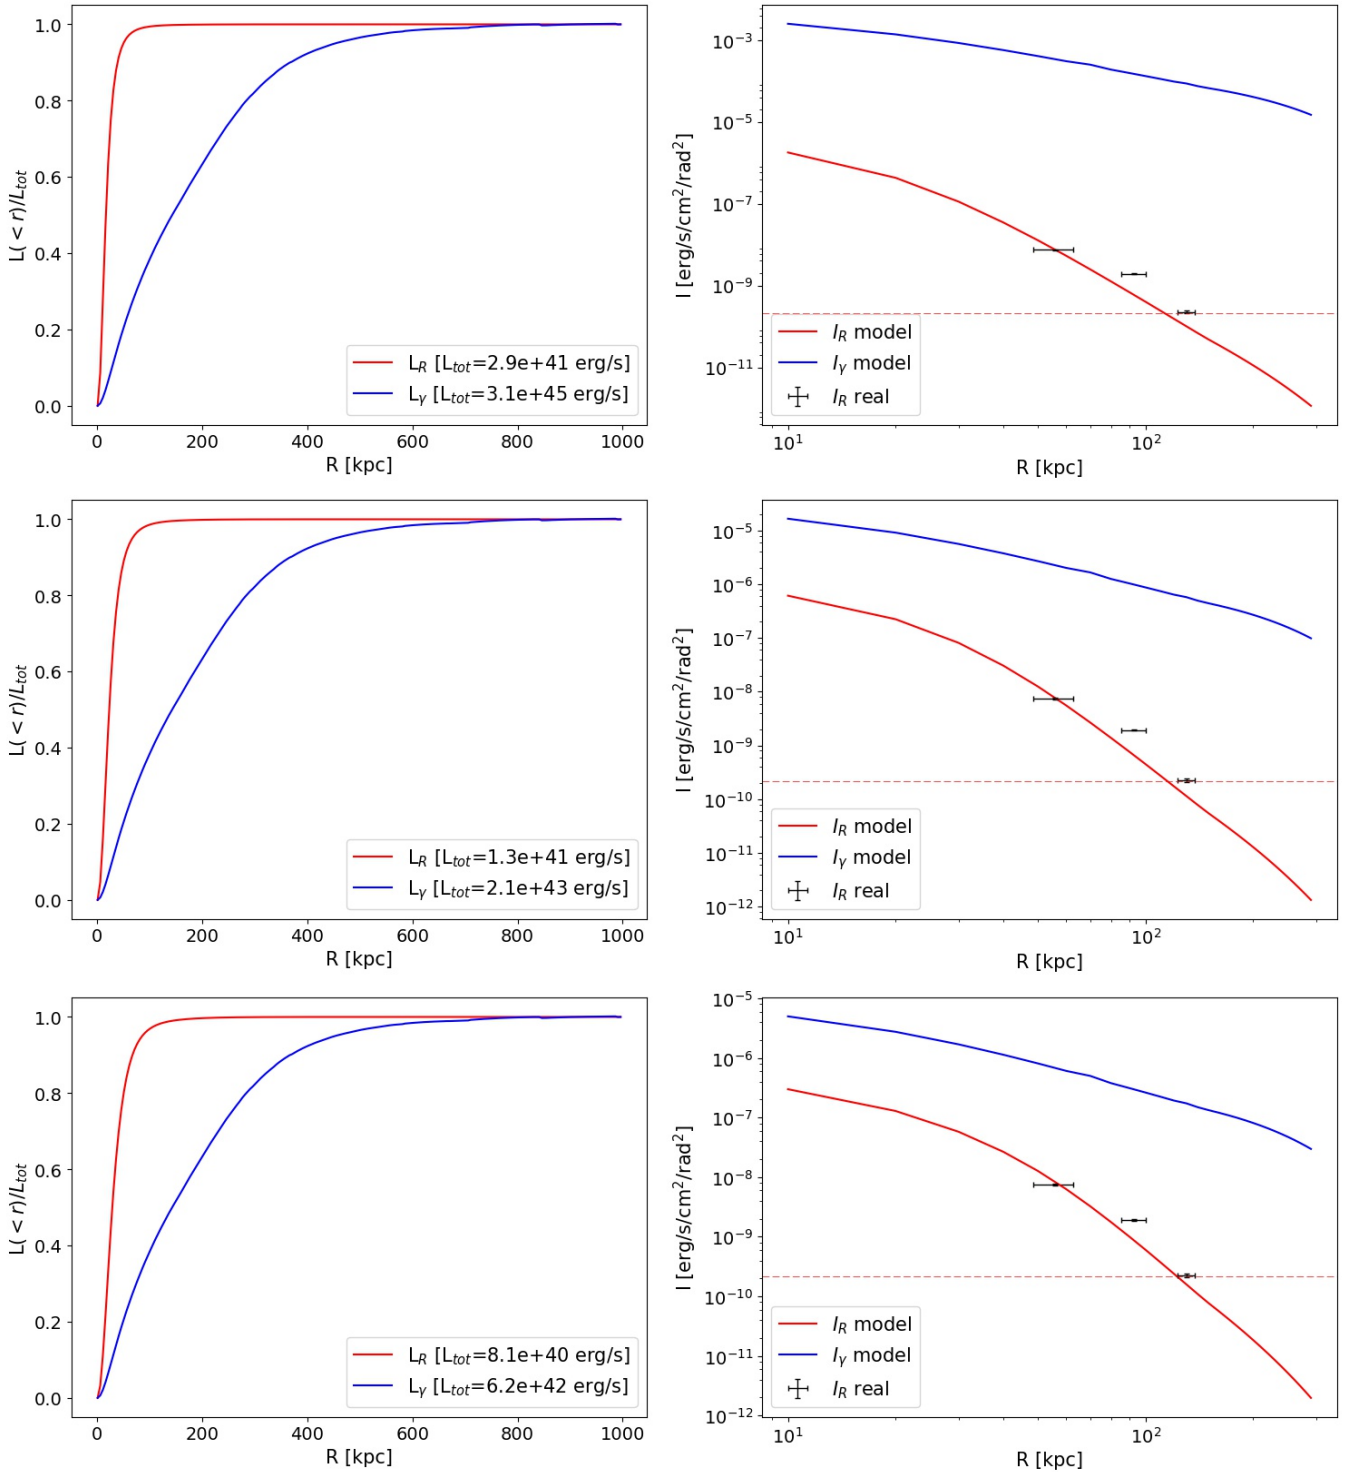 1.0
0.8
0.6
0.4
0.2
0.0
L(< r)/L_tot
0 200 400 600 800 1000
R [kpc]
L_R [L_tot=2.9e+41 erg/s]
L_γ [L_tot=3.1e+45 erg/s]
10^-3
10^-5
10^-7
10^-9
10^-11
I [erg/s/cm^2/rad^2]
10^1 10^2
R [kpc]
I_R model
I_γ model
I_R real
1.0
0.8
0.6
0.4
0.2
0.0
L(< r)/L_tot
0 200 400 600 800 1000
R [kpc]
L_R [L_tot=1.3e+41 erg/s]
L_γ [L_tot=2.1e+43 erg/s]
10^-5
10^-6
10^-7
10^-8
10^-9
10^-10
10^-11
10^-12
I [erg/s/cm^2/rad^2]
10^1 10^2
R [kpc]
I_R model
I_γ model
I_R real
1.0
0.8
0.6
0.4
0.2
0.0
L(< r)/L_tot
0 200 400 600 800 1000
R [kpc]
L_R [L_tot=8.1e+40 erg/s]
L_γ [L_tot=6.2e+42 erg/s]
10^-5
10^-6
10^-7
10^-8
10^-9
10^-10
10^-11
10^-12
I [erg/s/cm^2/rad^2]
10^1 10^2
R [kpc]
I_R model
I_γ model
I_R real